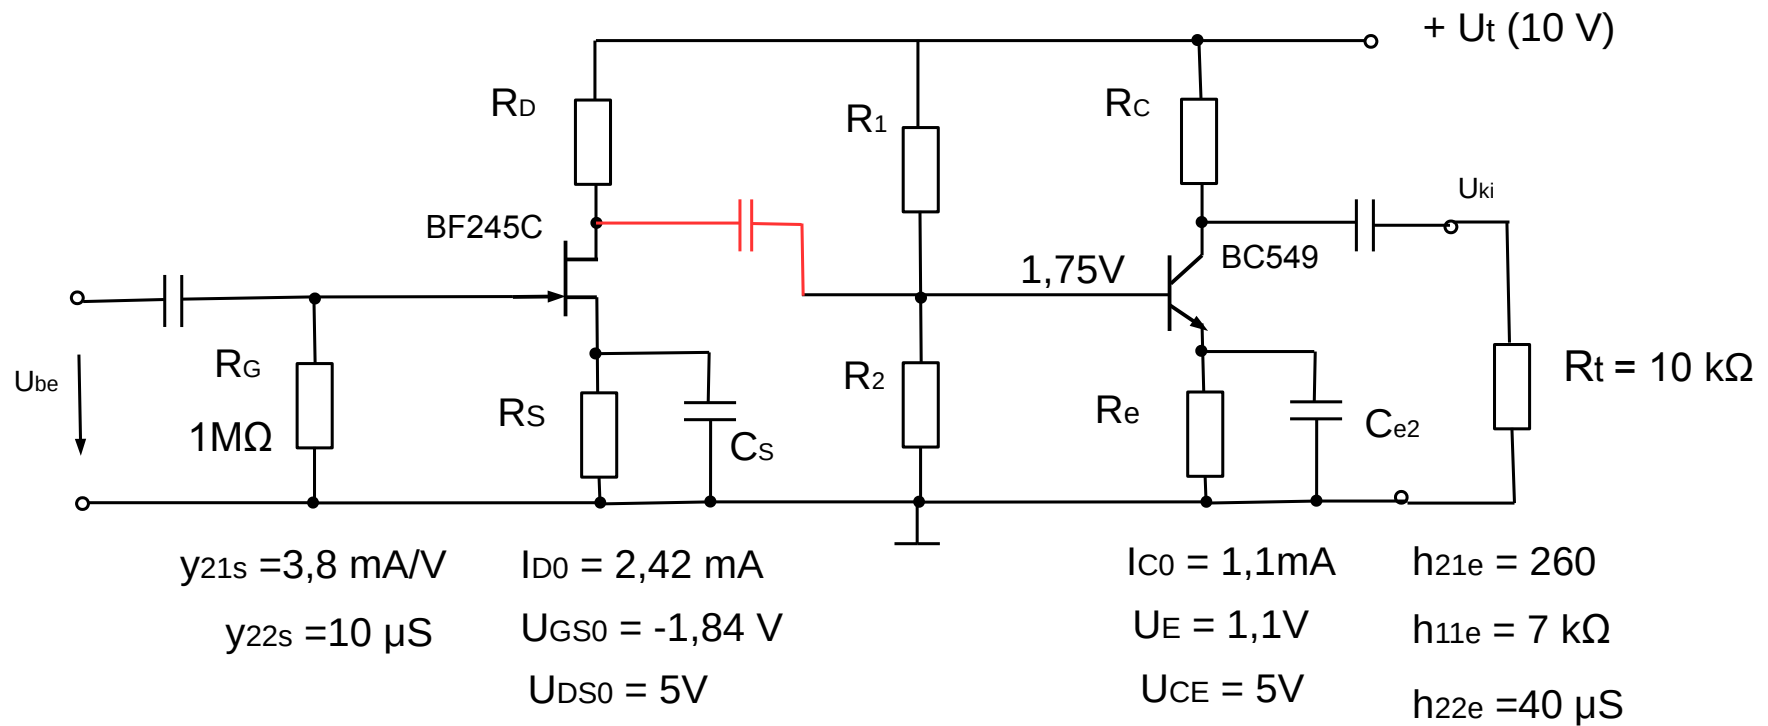 + Ut (10 V)
RD
R1
RC
BF245C
Uki
1,75V
BC549
Ube
RG
1MΩ
RS
CS
R2
Re
Ce2
Rt = 10 kΩ
y21s =3,8 mA/V
ID0 = 2,42 mA
IC0 = 1,1mA
h21e = 260
y22s =10 μS
UGS0 = -1,84 V
UE = 1,1V
h11e = 7 kΩ
UDS0 = 5V
UCE = 5V
h22e =40 μS